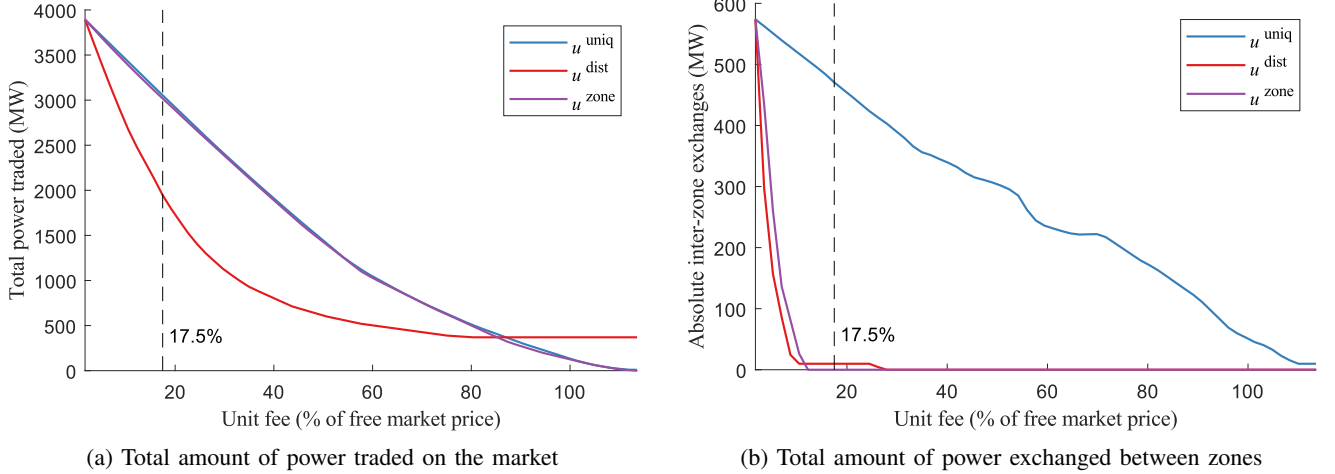 4000
3500
3000
2500
2000
1500
1000
500
0
Total power traded (MW)
20
40
60
80
100
Unit fee (% of free market price)
17.5%
u uniq
u dist
u zone
(a) Total amount of power traded on the market
600
500
400
300
200
100
0
Absolute inter-zone exchanges (MW)
20
40
60
80
100
Unit fee (% of free market price)
17.5%
u uniq
u dist
u zone
(b) Total amount of power exchanged between zones